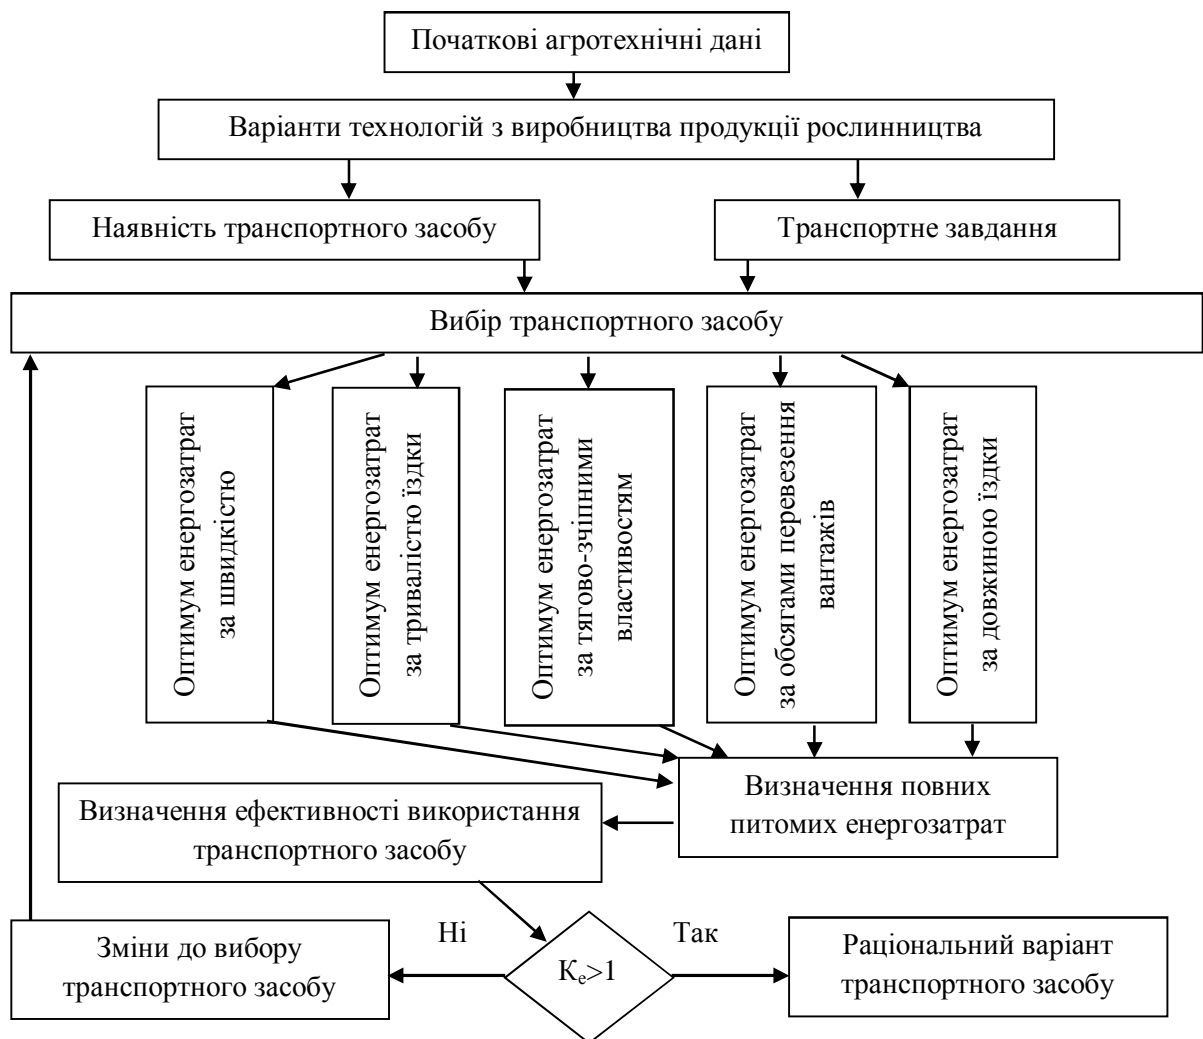 Початкові агротехнічні дані
Варіанти технологій з виробництва продукції рослинництва
Наявність транспортного засобу
Транспортне завдання
Вибір транспортного засобу
Оптимум енергозатрат
за швидкістю
Оптимум енергозатрат
за тривалістю їздки
Оптимум енергозатрат
за тягово-зчіпними
властивостям
Оптимум енергозатрат
за обсягами перевезення
вантажів
Оптимум енергозатрат
за довжиною їздки
Визначення повних
питомих енергозатрат
Визначення ефективності використання
транспортного засобу
Ні
Kₑ>1
Так
Зміни до вибору
транспортного засобу
Раціональний варіант
транспортного засобу